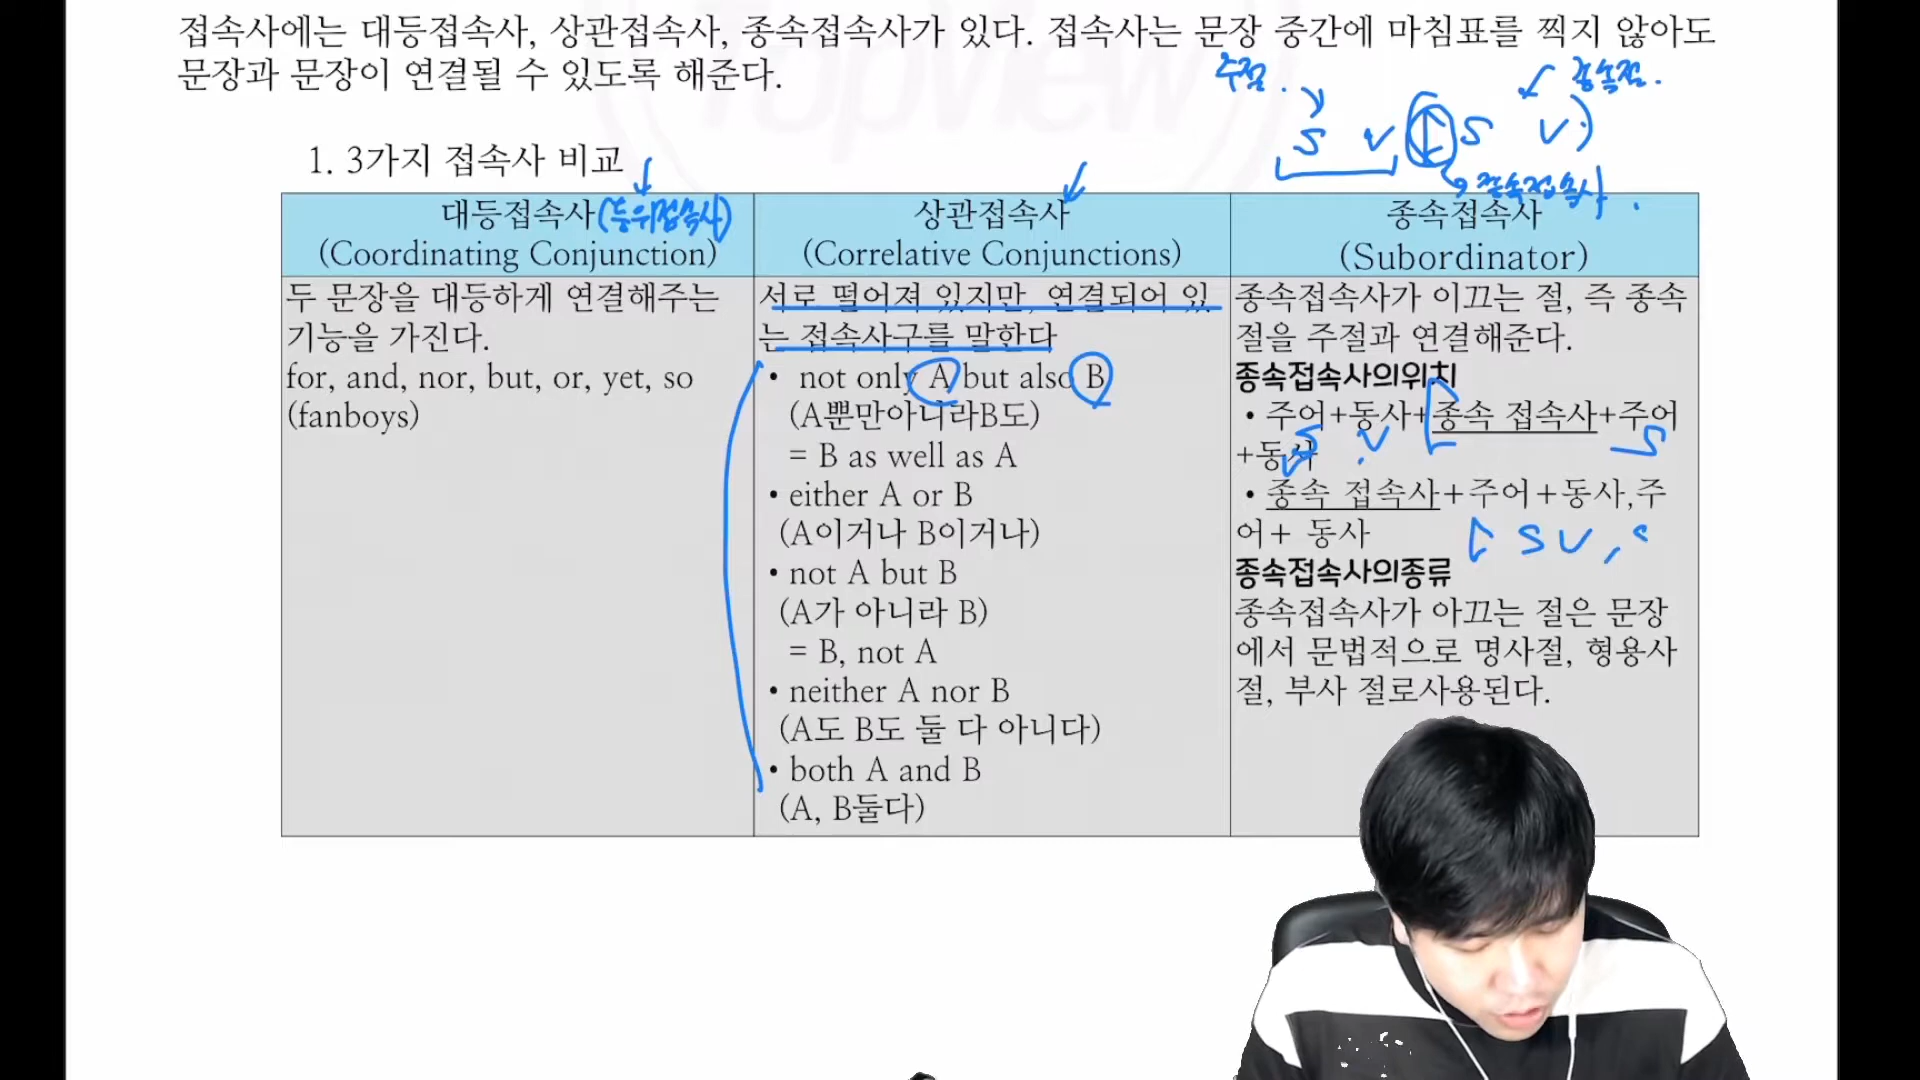 접속사에는 대등접속사, 상관접속사, 종속접속사가 있다. 접속사는 문장 중간에 마침표를 찍지 않아도
문장과 문장이 연결될 수 있도록 해준다.
TopView
주절.
종속절.
S V [ S V )
종속접속사.
1. 3가지 접속사 비교
대등접속사(등위접속사)
(Coordinating Conjunction)
두 문장을 대등하게 연결해주는
기능을 가진다.
for, and, nor, but, or, yet, so
(fanboys)
상관접속사
(Correlative Conjunctions)
서로 떨어져 있지만, 연결되어 있
는 접속사구를 말한다
• not only A but also B
(A뿐만아니라B도)
= B as well as A
• either A or B
(A이거나 B이거나)
• not A but B
(A가 아니라 B)
= B, not A
• neither A nor B
(A도 B도 둘 다 아니다)
• both A and B
(A, B둘다)
종속접속사
(Subordinator)
종속접속사가 이끄는 절, 즉 종속
절을 주절과 연결해준다.
종속접속사의위치
• 주어+동사+종속 접속사+주어
S V [ S
+동사
V
• 종속 접속사+주어+동사,주
어+ 동사
S V ,
종속접속사의종류
종속접속사가 아끄는 절은 문장
에서 문법적으로 명사절, 형용사
절, 부사 절로사용된다.